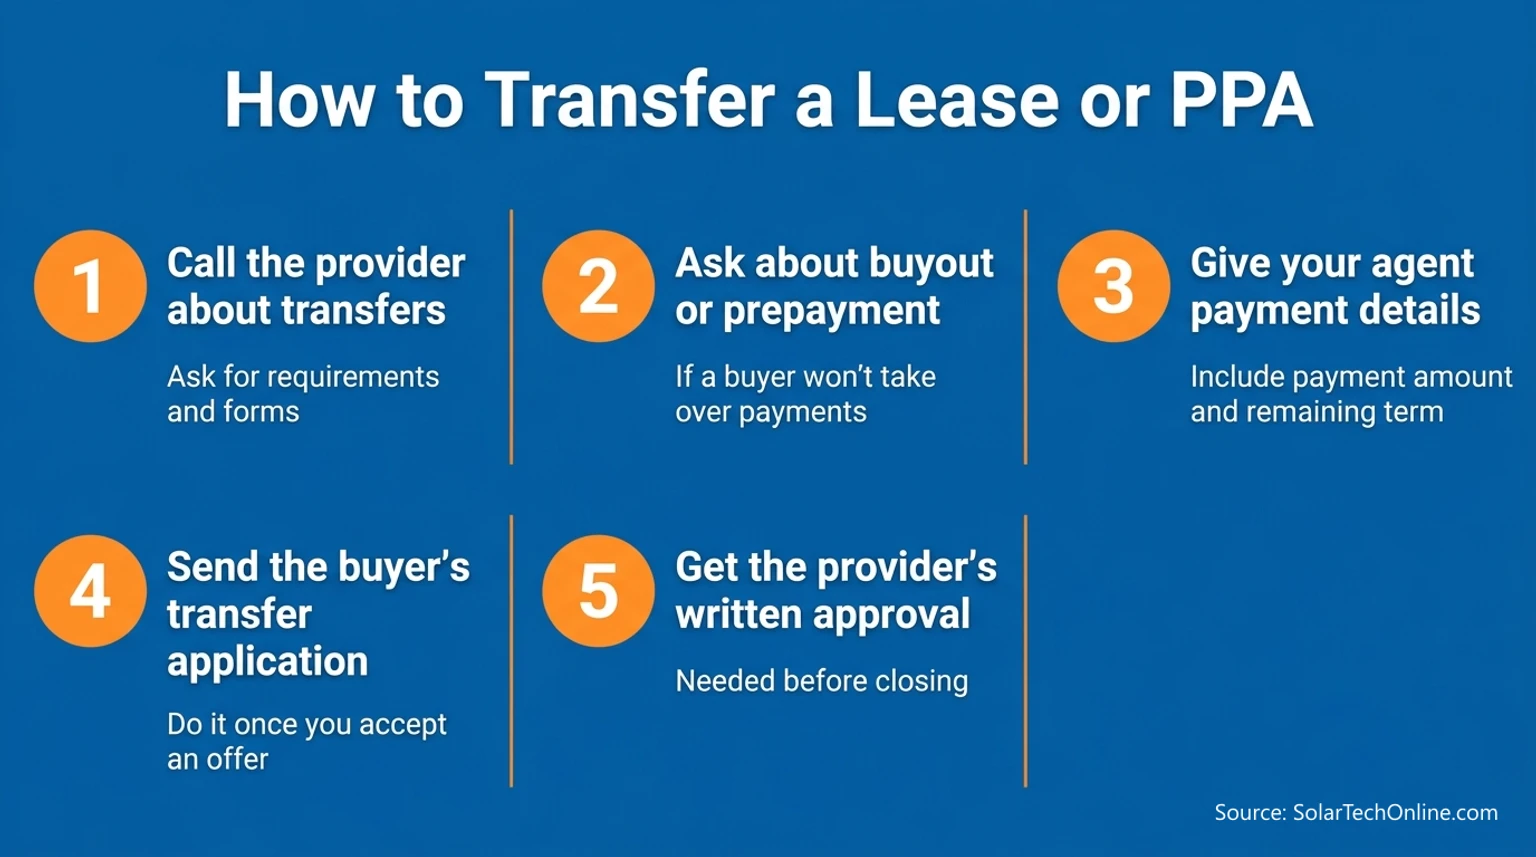 How to Transfer a Lease or PPA
1
Call the provider
about transfers
Ask for requirements
and forms
2
Ask about buyout
or prepayment
If a buyer won’t take
over payments
3
Give your agent
payment details
Include payment amount
and remaining term
4
Send the buyer’s
transfer
application
Do it once you accept
an offer
5
Get the provider’s
written approval
Needed before closing
Source: SolarTechOnline.com